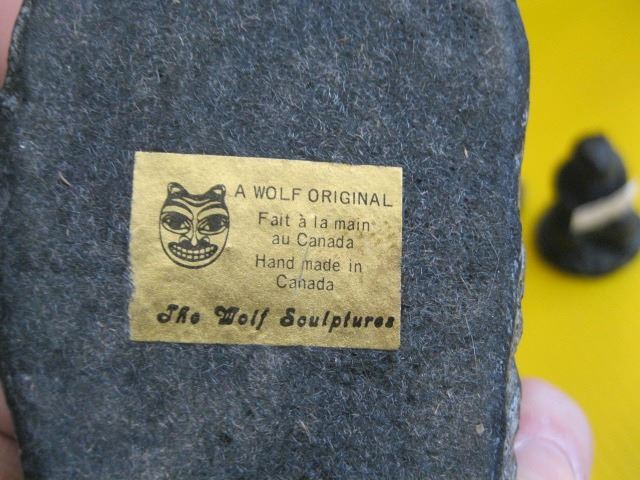 A WOLF ORIGINAL
Fait à la main
au Canada
Hand made in
Canada
The Wolf Sculptures